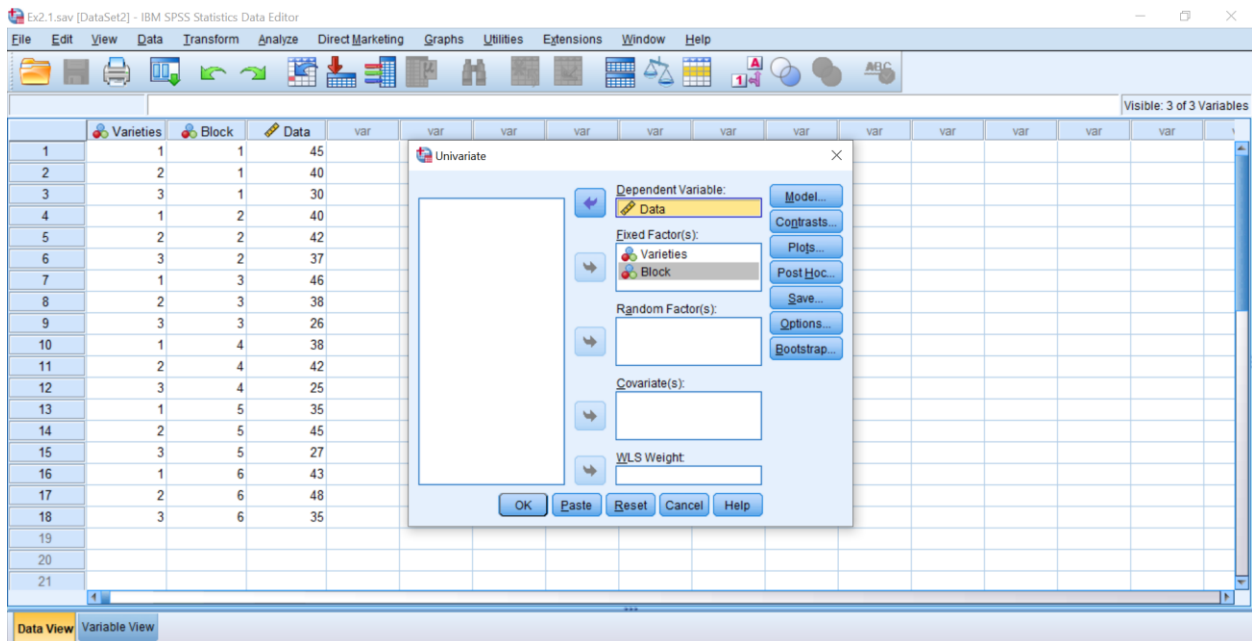 Ex2.1.sav [DataSet2] - IBM SPSS Statistics Data Editor
File Edit View Data Transform Analyze Direct Marketing Graphs Utilities Extensions Window Help
A
1
ABC
Visible: 3 of 3 Variables
Varieties Block Data var var var var var var var var var var var var
1 1 1 45
2 2 1 40
3 3 1 30
4 1 2 40
5 2 2 42
6 3 2 37
7 1 3 46
8 2 3 38
9 3 3 26
10 1 4 38
11 2 4 42
12 3 4 25
13 1 5 35
14 2 5 45
15 3 5 27
16 1 6 43
17 2 6 48
18 3 6 35
19
20
21
Univariate
Dependent Variable:
Data
Fixed Factor(s):
Varieties
Block
Random Factor(s):
Covariate(s):
WLS Weight:
Model...
Contrasts...
Plots...
Post Hoc...
Save...
Options...
Bootstrap...
OK Paste Reset Cancel Help
Data View Variable View